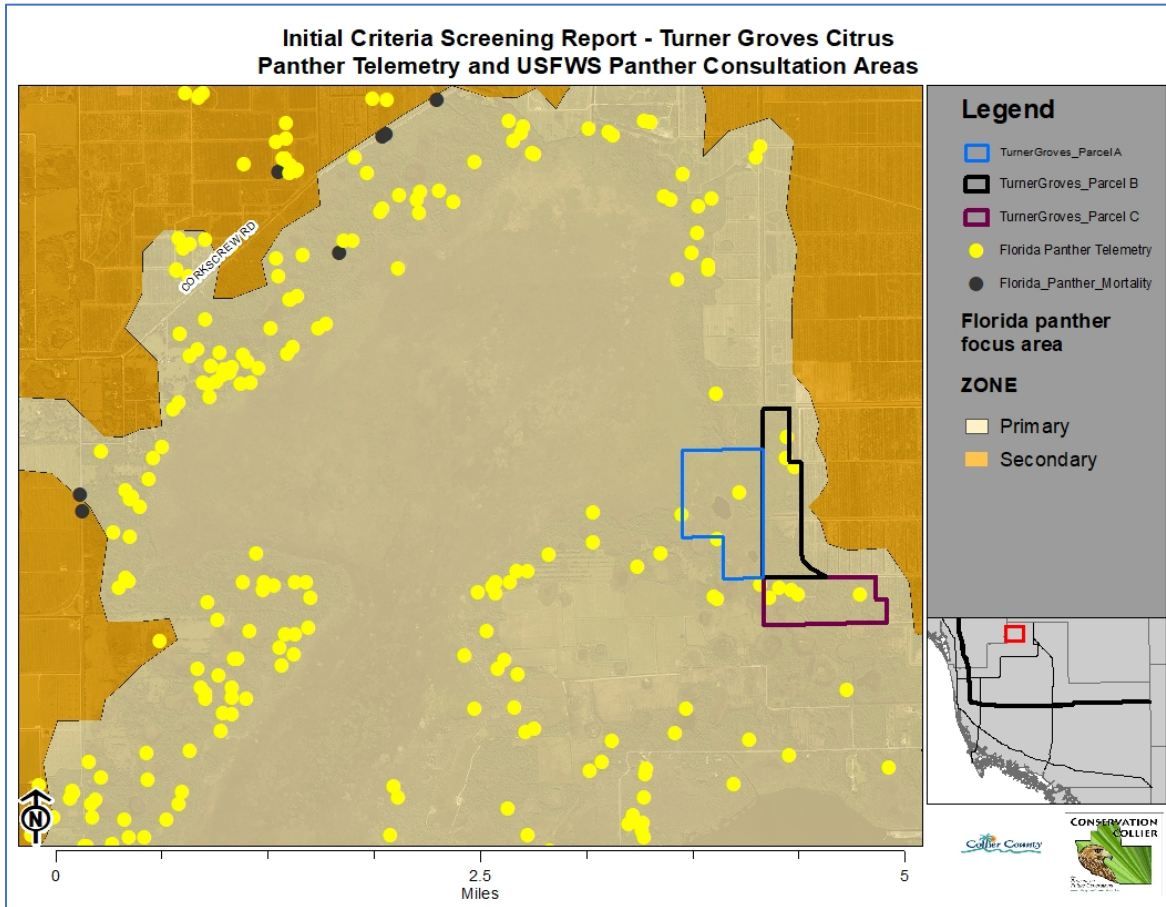 Initial Criteria Screening Report - Turner Groves Citrus
Panther Telemetry and USFWS Panther Consultation Areas
CORKSCREW RD
Legend
TurnerGroves_Parcel A
TurnerGroves_Parcel B
TurnerGroves_Parcel C
Florida Panther Telemetry
Florida_Panther_Mortality
Florida panther
focus area
ZONE
Primary
Secondary
N
0
2.5
5
Miles
Collier County
CONSERVATION
COLLIER